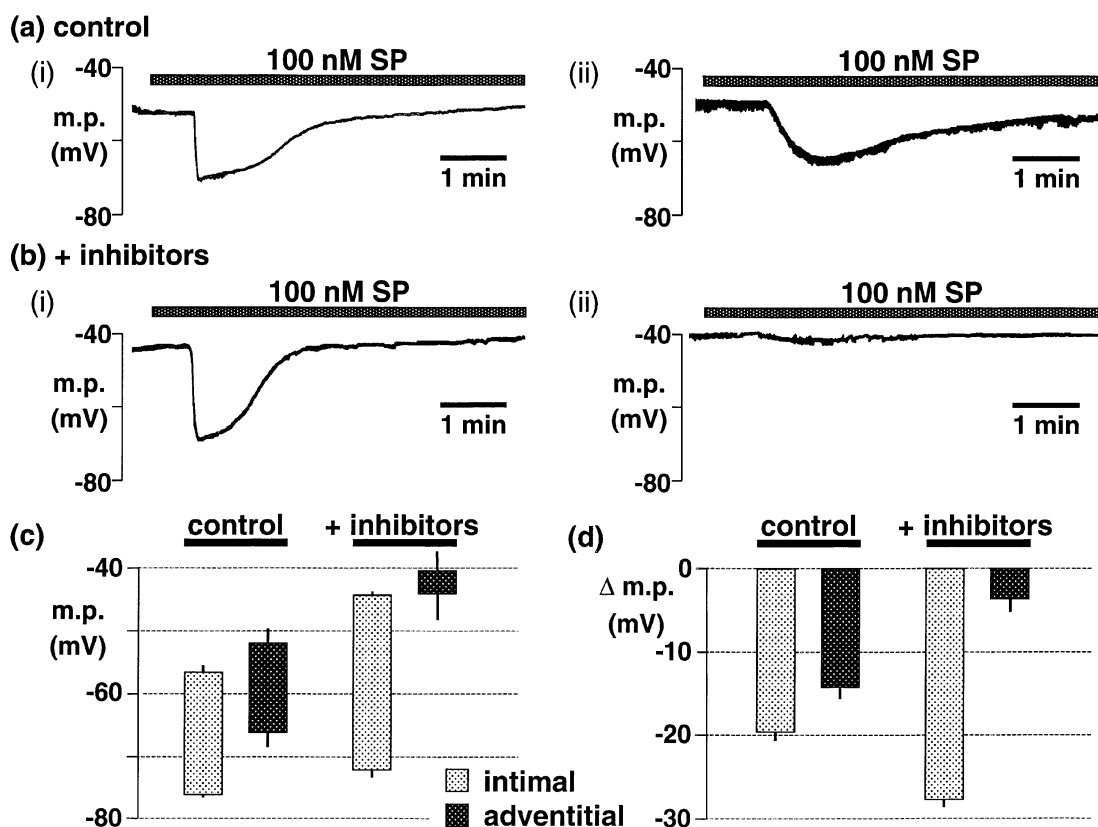 (a) control
(i)
100 nM SP
-40
m.p.
(mV)
-80
1 min
(ii)
100 nM SP
-40
m.p.
(mV)
-80
1 min
(b) + inhibitors
(i)
100 nM SP
-40
m.p.
(mV)
-80
1 min
(ii)
100 nM SP
-40
m.p.
(mV)
-80
1 min
(c)
control
+ inhibitors
-40
m.p.
(mV)
-60
-80
intimal
adventitial
(d)
control
+ inhibitors
0
Δ m.p.
(mV)
-10
-20
-30